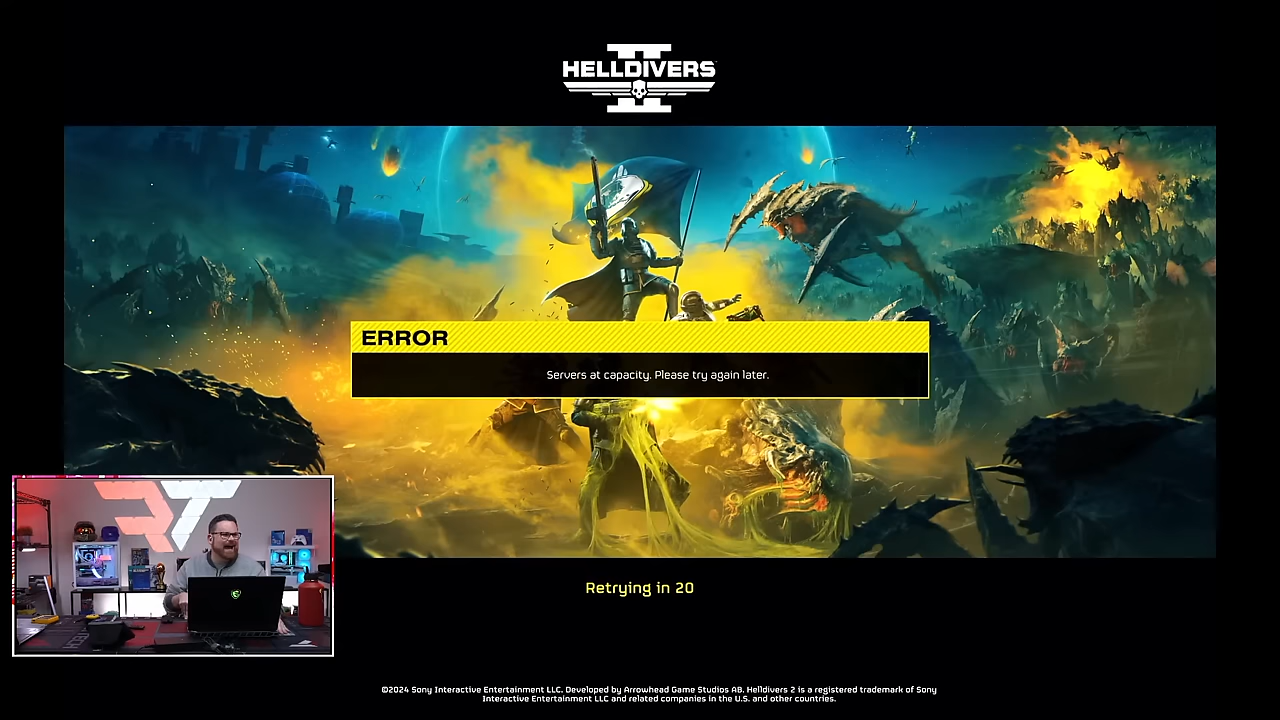 HELLDIVERS
II
ERROR
Servers at capacity. Please try again later.
RT
Retrying in 20
©2024 Sony Interactive Entertainment LLC. Developed by Arrowhead Game Studios AB. Helldivers 2 is a registered trademark of Sony
Interactive Entertainment LLC and related companies in the U.S. and other countries.